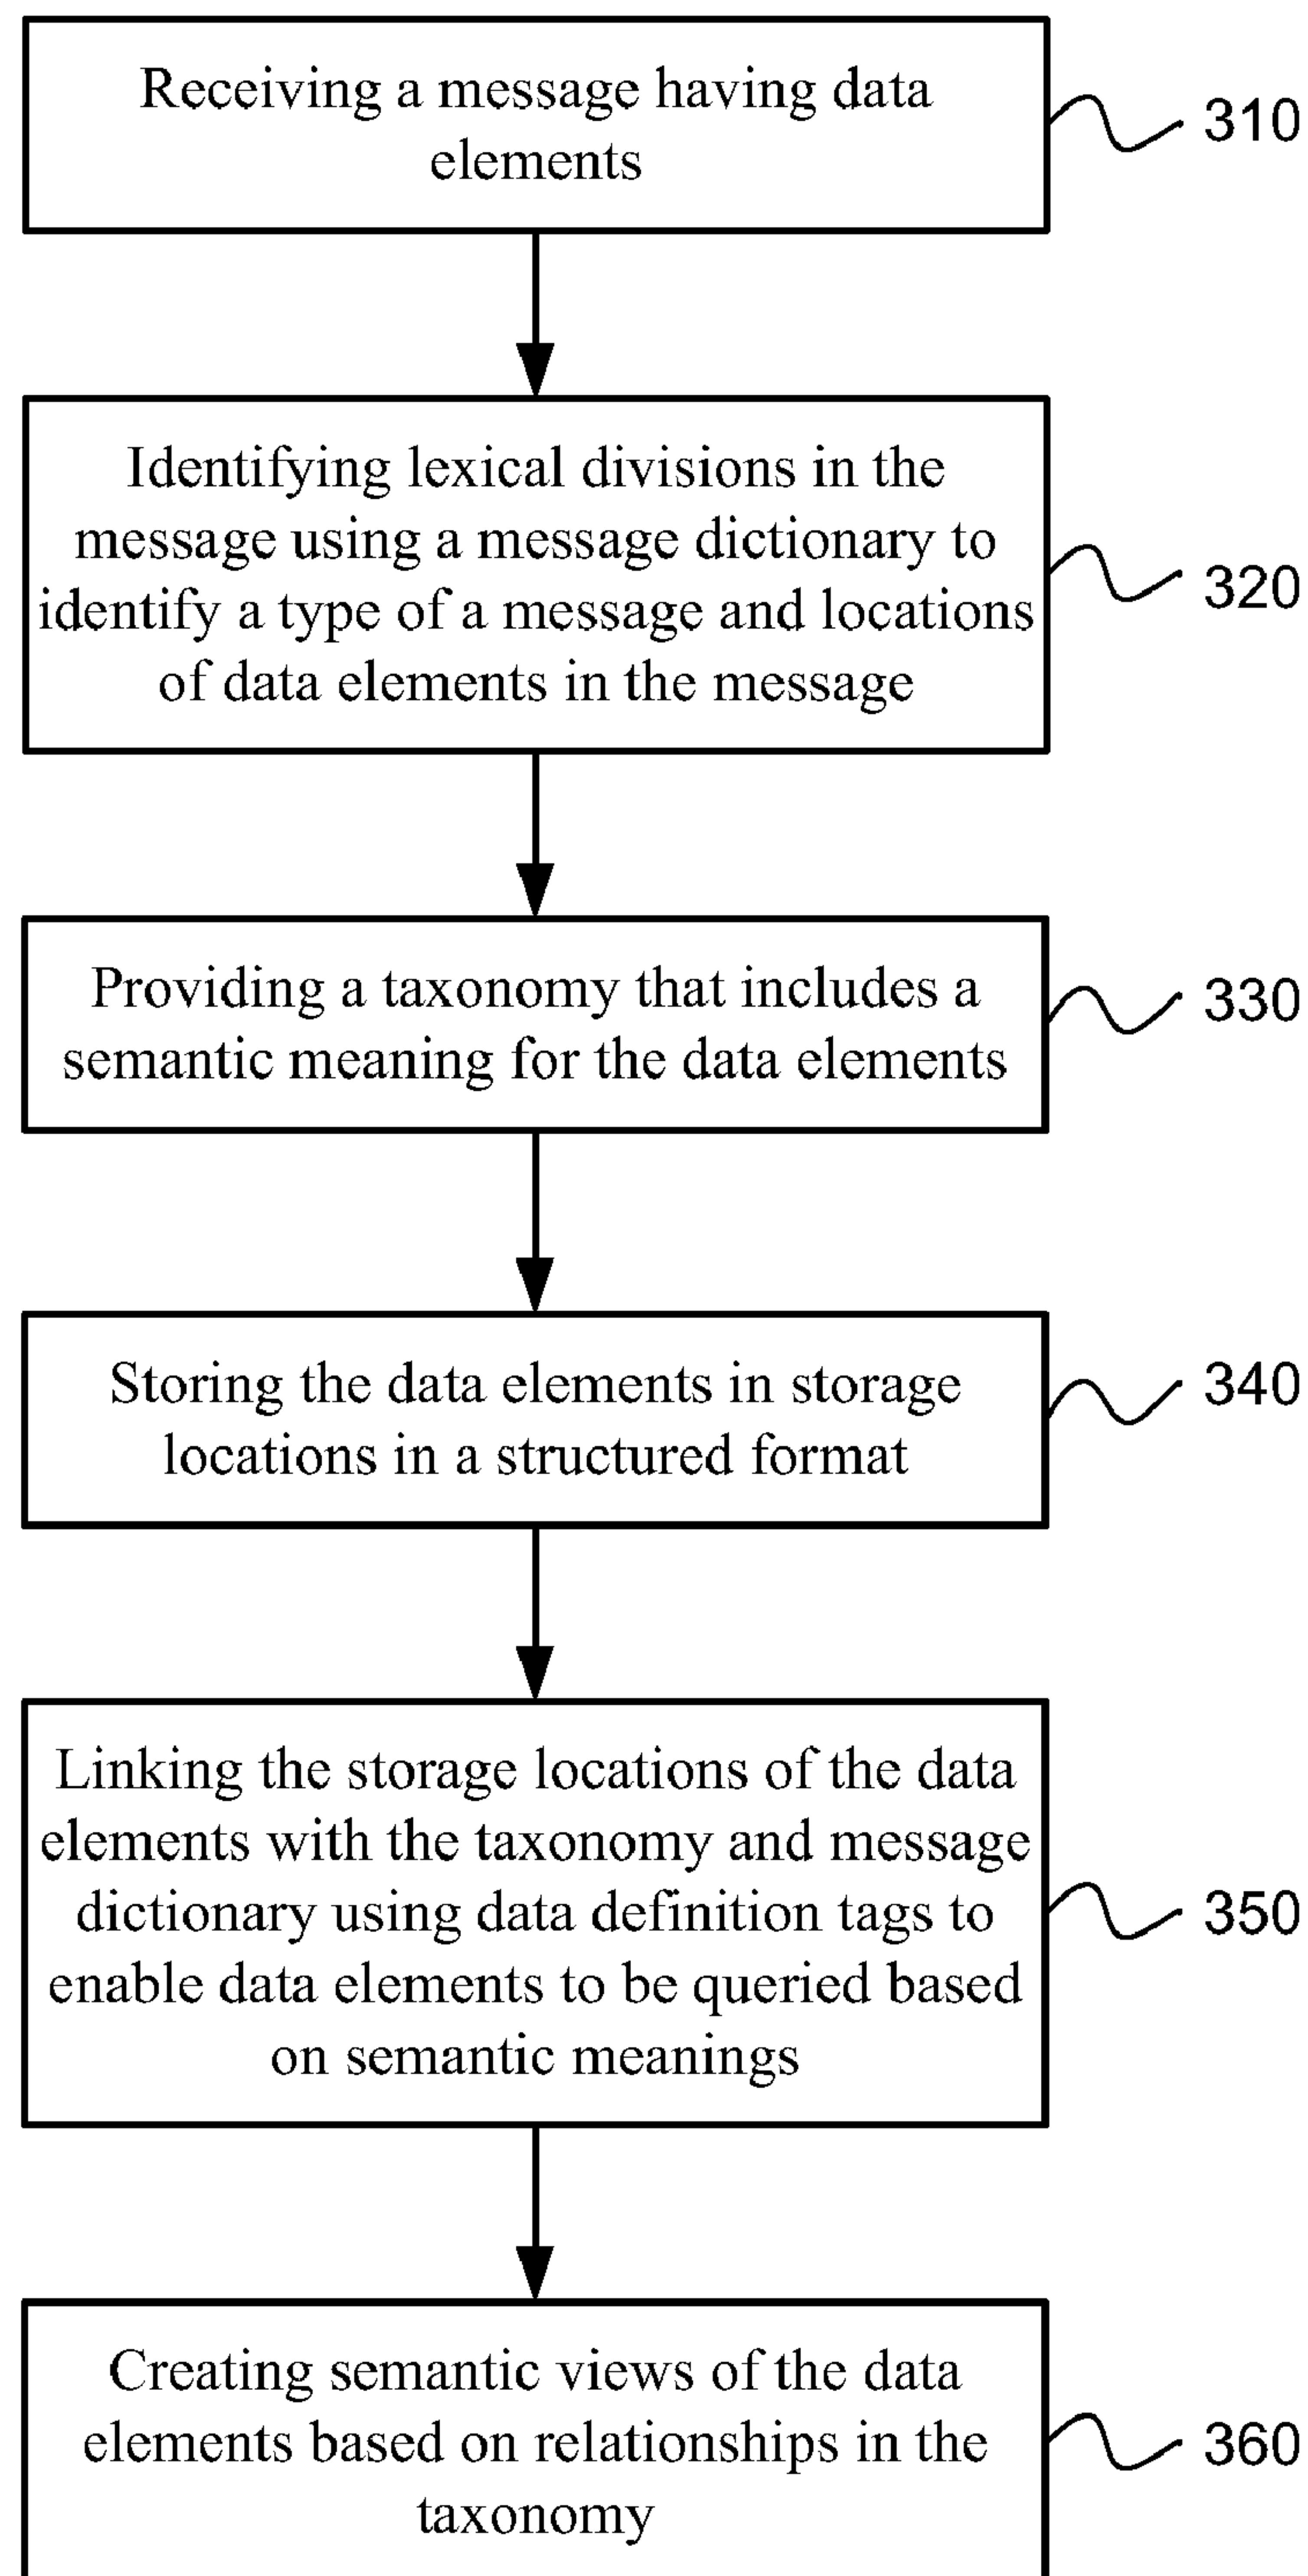 Receiving a message having data
elements
310
Identifying lexical divisions in the
message using a message dictionary to
identify a type of a message and locations
of data elements in the message
320
Providing a taxonomy that includes a
semantic meaning for the data elements
330
Storing the data elements in storage
locations in a structured format
340
Linking the storage locations of the data
elements with the taxonomy and message
dictionary using data definition tags to
enable data elements to be queried based
on semantic meanings
350
Creating semantic views of the data
elements based on relationships in the
taxonomy
360